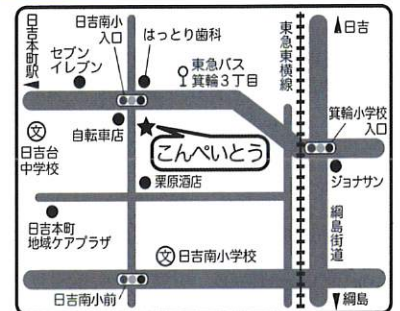 日吉本町駅
日吉南小
入口
はっとり歯科
セブン
イレブン
東急バス
箕輪3丁目
東急東横線
日吉
箕輪小学校
入口
文
日吉台
中学校
自転車店
こんぺいとう
栗原酒店
ジョナサン
日吉本町
地域ケアプラザ
文
日吉南小学校
綱島街道
日吉南小前
綱島